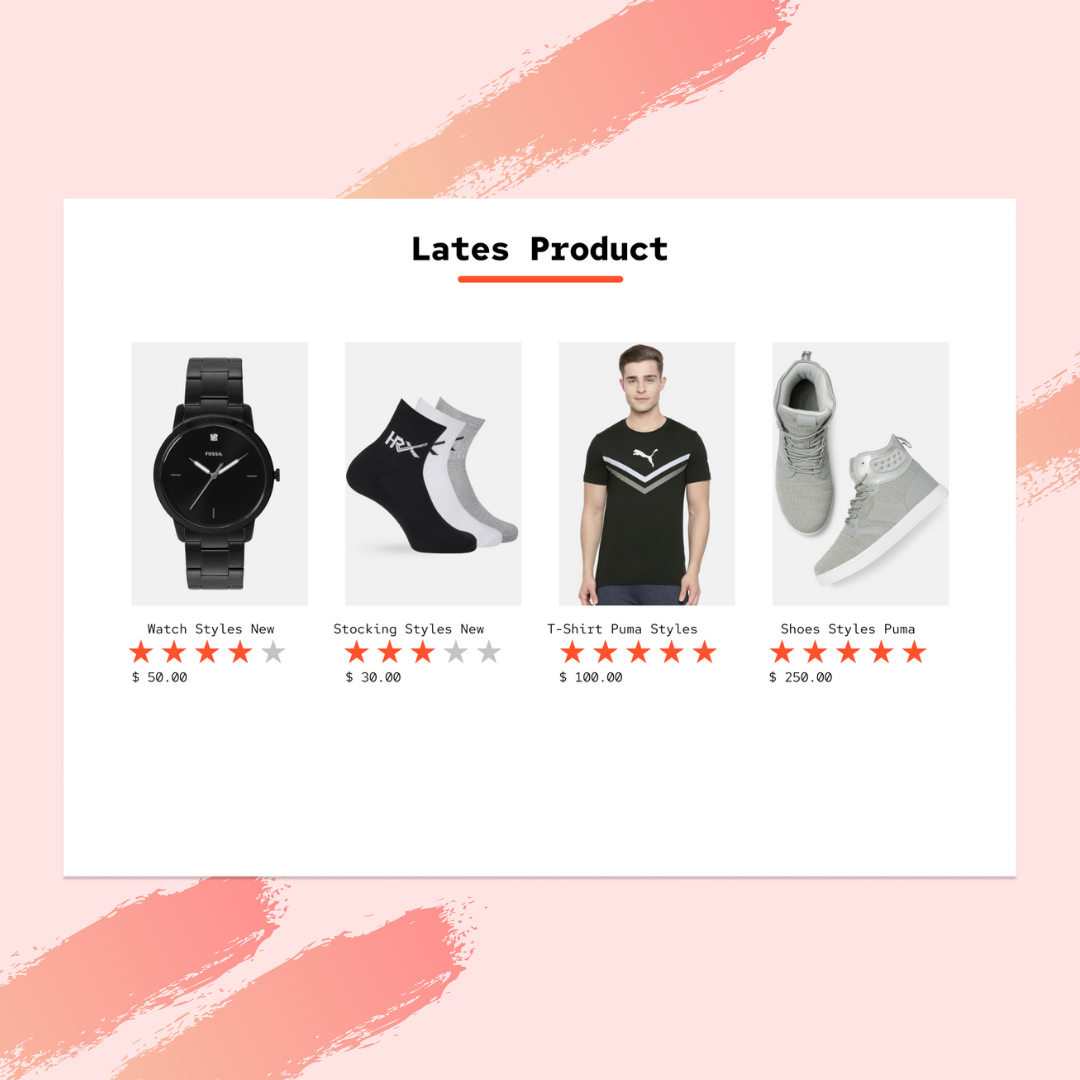 Lates Product
FOSSIL
HRX
Watch Styles New
Stocking Styles New
T-Shirt Puma Styles
Shoes Styles Puma
$ 50.00
$ 30.00
$ 100.00
$ 250.00